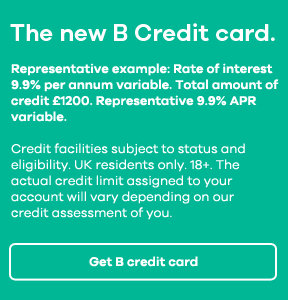 The new B Credit card.
Representative example: Rate of interest
9.9% per annum variable. Total amount of
credit £1200. Representative 9.9% APR
variable.
Credit facilities subject to status and
eligibility. UK residents only. 18+. The
actual credit limit assigned to your
account will vary depending on our
credit assessment of you.
Get B credit card